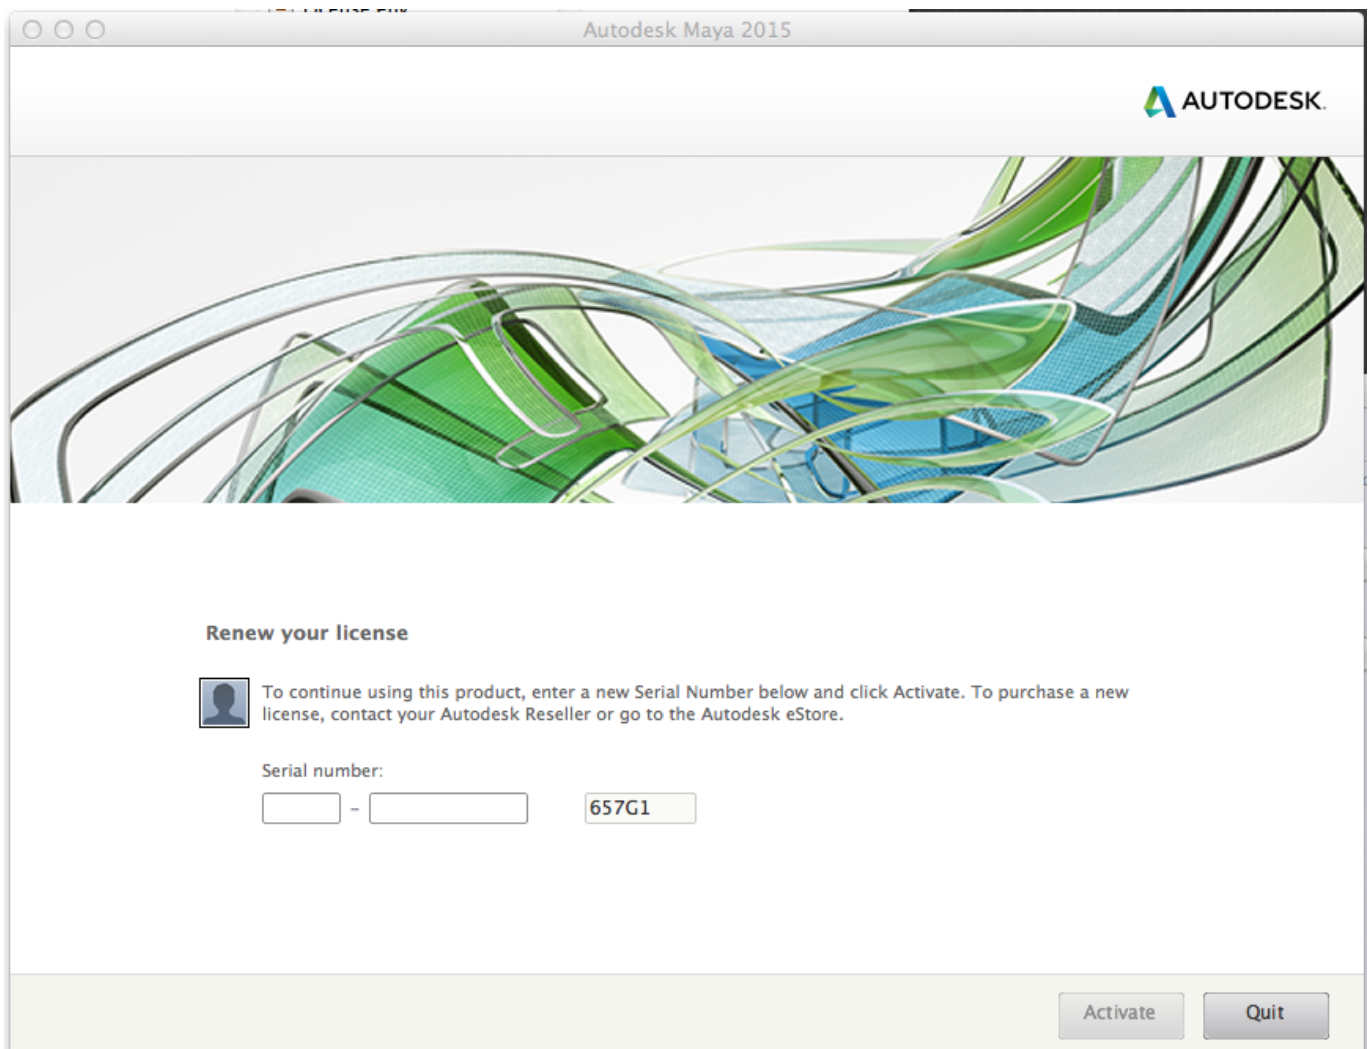 License Link
Autodesk Maya 2015
AUTODESK.
Renew your license
To continue using this product, enter a new Serial Number below and click Activate. To purchase a new
license, contact your Autodesk Reseller or go to the Autodesk eStore.
Serial number:
–
657G1
Activate
Quit